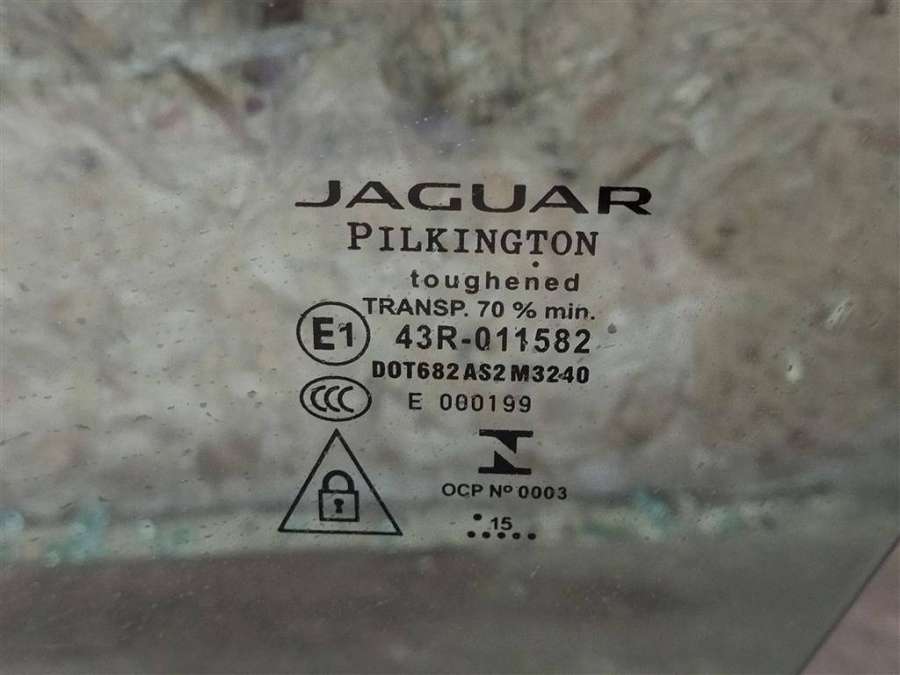 JAGUAR
PILKINGTON
toughened
TRANSP. 70 % min.
E1 43R-011582
DOT682 AS2 M3240
CCC E 000199
OCP Nº 0003
15